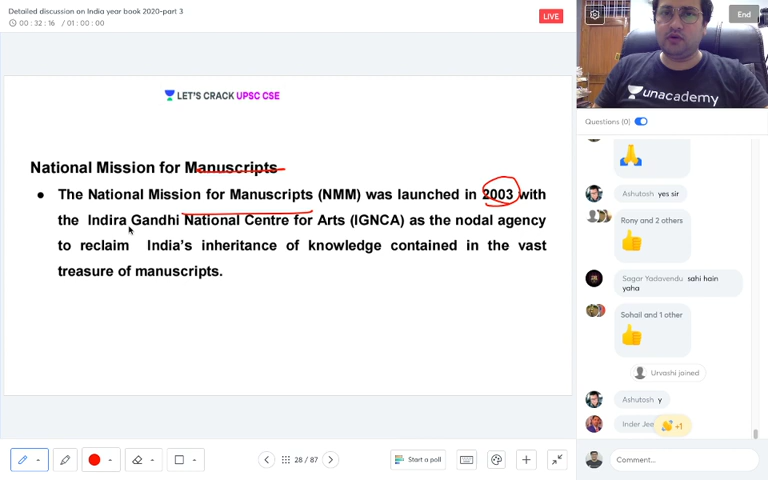 Detailed discussion on India year book 2020-part 3
00 : 32 : 16 / 01 : 00 : 00
LIVE
End
LET'S CRACK UPSC CSE
unacademy
Questions (0)
National Mission for Manuscripts
• The National Mission for Manuscripts (NMM) was launched in 2003 with
the Indira Gandhi National Centre for Arts (IGNCA) as the nodal agency
to reclaim India's inheritance of knowledge contained in the vast
treasure of manuscripts.
Ashutosh yes sir
Rony and 2 others
Sagar Yadavendu sahi hain
yaha
Sohail and 1 other
Urvashi joined
Ashutosh y
Inder Jee
+1
28 / 87
Start a poll
Comment...